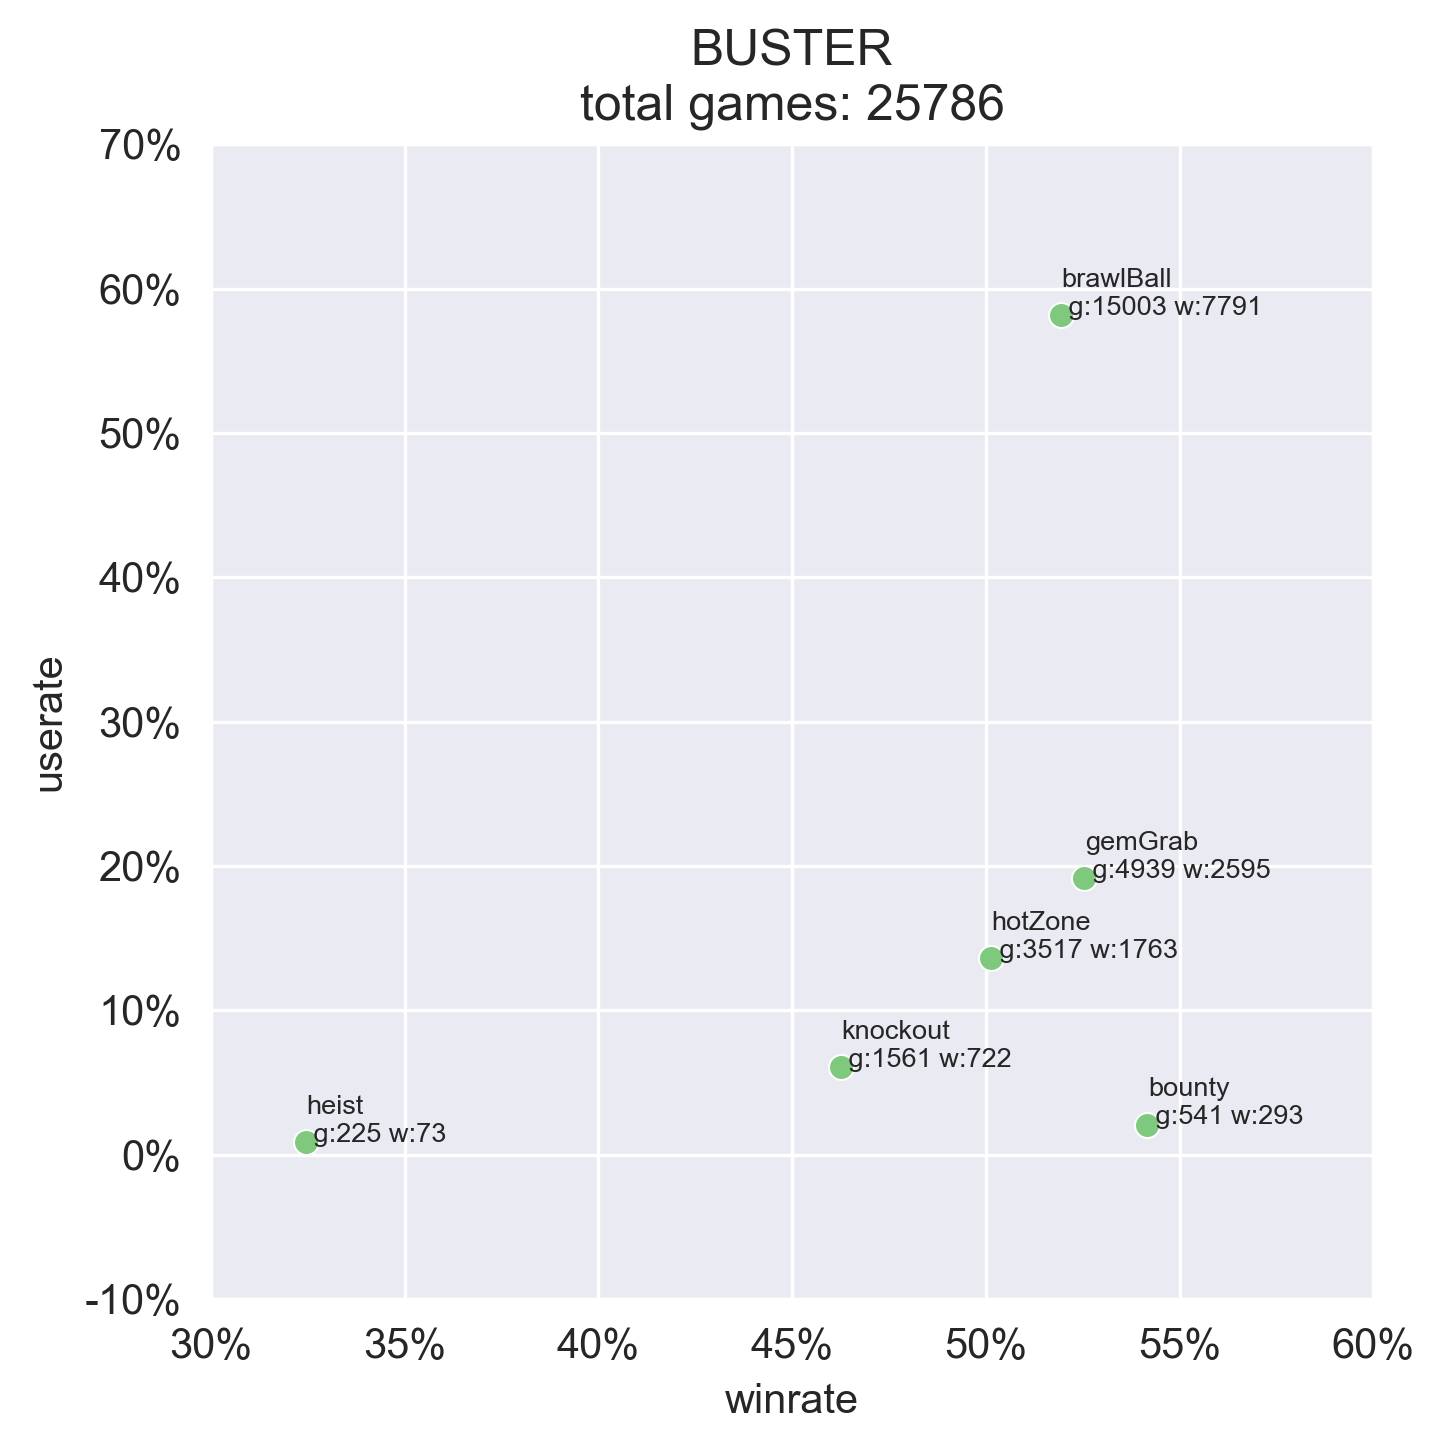 BUSTER
total games: 25786
70%
60%
50%
40%
30%
20%
10%
0%
-10%
userate
brawlBall
g:15003 w:7791
gemGrab
g:4939 w:2595
hotZone
g:3517 w:1763
knockout
g:1561 w:722
bounty
g:541 w:293
heist
g:225 w:73
30% 35% 40% 45% 50% 55% 60%
winrate